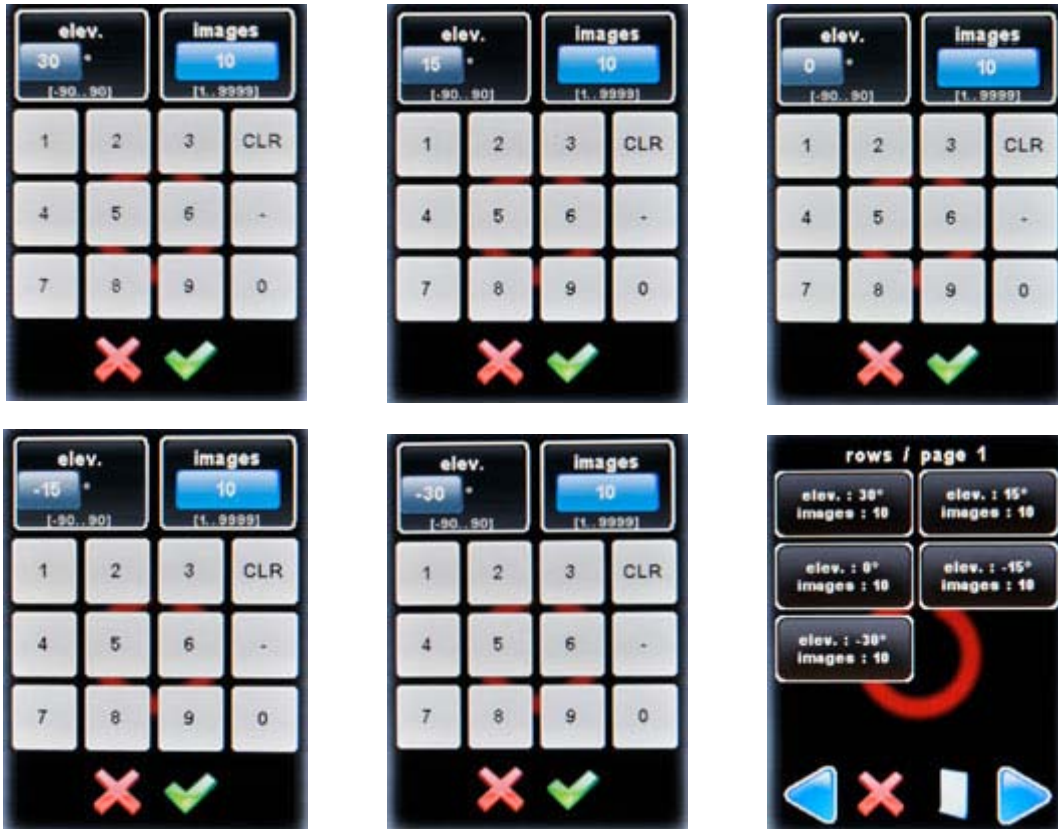 elev. images
30 ° 10
[-90..90] [1..9999]
1 2 3 CLR
4 5 6 -
7 8 9 0
elev. images
15 ° 10
[-90..90] [1..9999]
1 2 3 CLR
4 5 6 -
7 8 9 0
elev. images
0 ° 10
[-90..90] [1..9999]
1 2 3 CLR
4 5 6 -
7 8 9 0
elev. images
-15 ° 10
[-90..90] [1..9999]
1 2 3 CLR
4 5 6 -
7 8 9 0
elev. images
-30 ° 10
[-90..90] [1..9999]
1 2 3 CLR
4 5 6 -
7 8 9 0
rows / page 1
elev. : 30° elev. : 15°
images : 10 images : 10
elev. : 0° elev. : -15°
images : 10 images : 10
elev. : -30°
images : 10